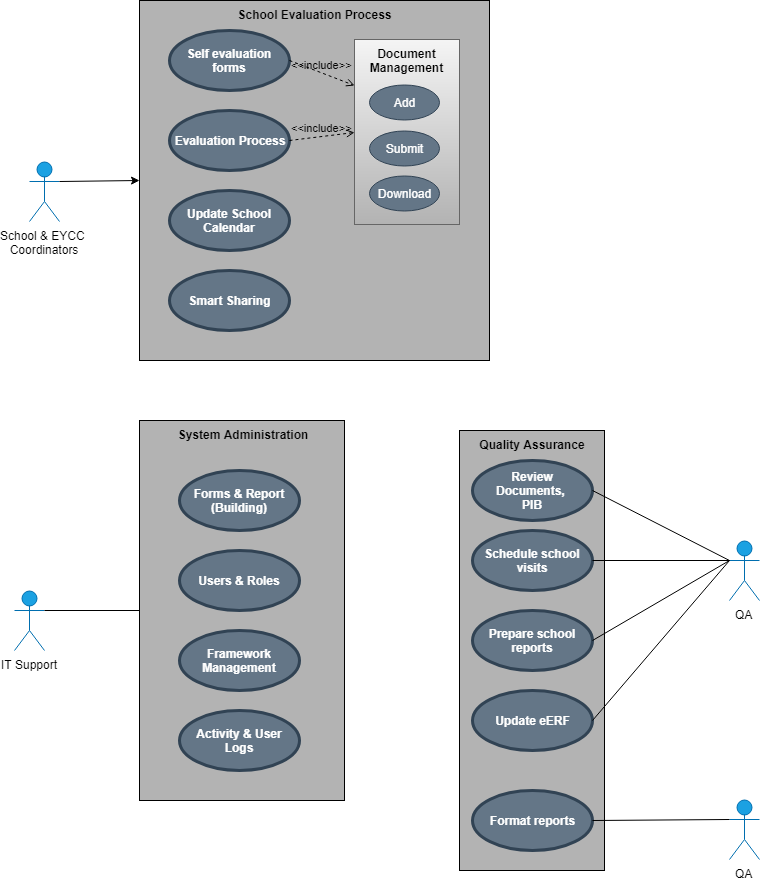 School Evaluation Process
Self evaluation
forms
<<include>>
Document
Management
Add
Evaluation Process
<<include>>
Submit
Download
School & EYCC
Coordinators
Update School
Calendar
Smart Sharing
System Administration
Forms & Report
(Building)
Users & Roles
IT Support
Framework
Management
Activity & User
Logs
Quality Assurance
Review
Documents,
PIB
Schedule school
visits
QA
Prepare school
reports
Update eERF
Format reports
QA